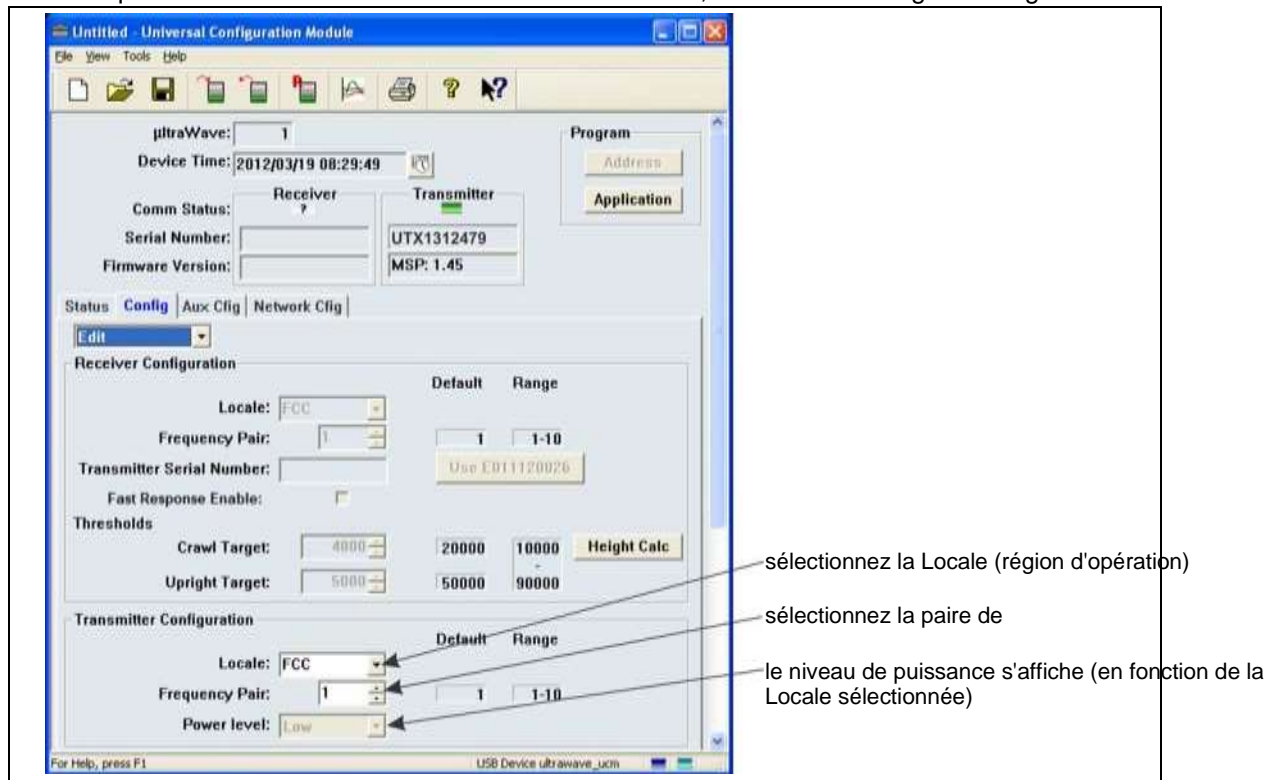 Untitled - Universal Configuration Module
File View Tools Help
µltraWave: 1
Program
Device Time: 2012/03/19 08:29:49
Address
Receiver Transmitter
Application
Comm Status: ?
Serial Number: UTX1312479
Firmware Version: MSP: 1.45
Status Config Aux Cfig Network Cfig
Edit
Receiver Configuration
Default Range
Locale: FCC
Frequency Pair: 1 1 1-10
Transmitter Serial Number: Use E011120026
Fast Response Enable:
Thresholds
Crawl Target: 4000 20000 10000 Height Calc
-
Upright Target: 5000 50000 90000
sélectionnez la Locale (région d'opération)
Transmitter Configuration
sélectionnez la paire de
Default Range
Locale: FCC
le niveau de puissance s'affiche (en fonction de la
Locale sélectionnée)
Frequency Pair: 1 1 1-10
Power level: Low
For Help, press F1 USB Device ultrawave_ucm